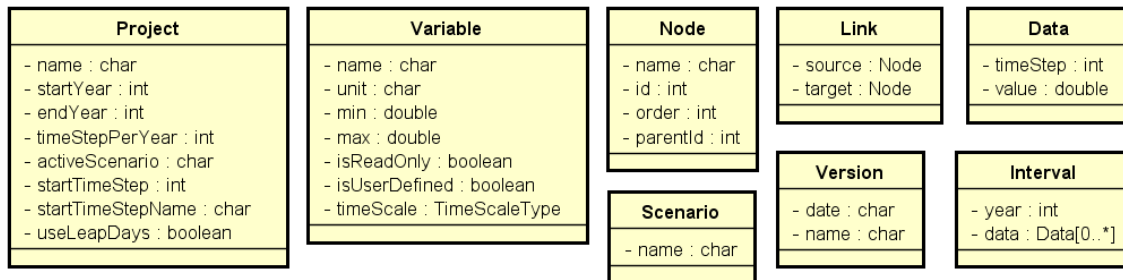 Project
- name : char
- startYear : int
- endYear : int
- timeStepPerYear : int
- activeScenario : char
- startTimeStep : int
- startTimeStepName : char
- useLeapDays : boolean
Variable
- name : char
- unit : char
- min : double
- max : double
- isReadOnly : boolean
- isUserDefined : boolean
- timeScale : TimeScaleType
Node
- name : char
- id : int
- order : int
- parentId : int
Link
- source : Node
- target : Node
Data
- timeStep : int
- value : double
Scenario
- name : char
Version
- date : char
- name : char
Interval
- year : int
- data : Data[0..*]